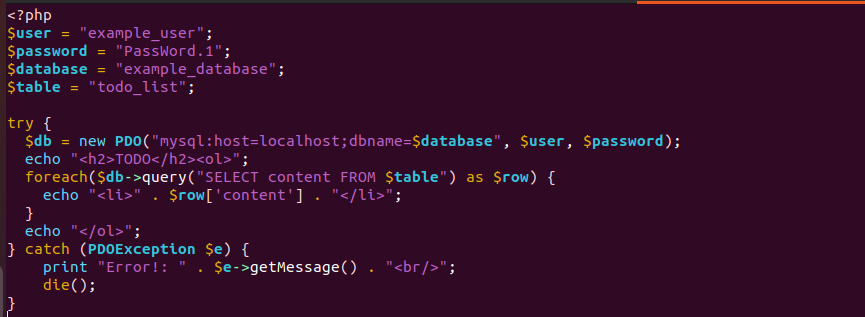 <?php
$user = "example_user";
$password = "PassWord.1";
$database = "example_database";
$table = "todo_list";

try {
  $db = new PDO("mysql:host=localhost;dbname=$database", $user, $password);
  echo "<h2>TODO</h2><ol>";
  foreach($db->query("SELECT content FROM $table") as $row) {
    echo "<li>" . $row['content'] . "</li>";
  }
  echo "</ol>";
} catch (PDOException $e) {
    print "Error!: " . $e->getMessage() . "<br/>";
    die();
}